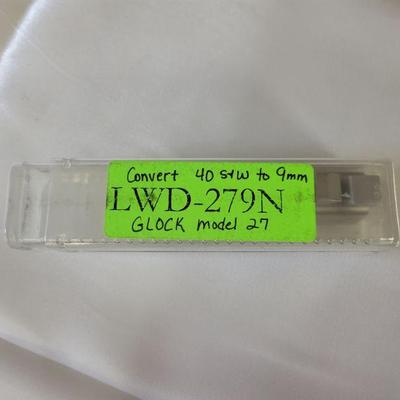 Convert 40 S+W to 9mm
LWD-279N
GLOCK model 27